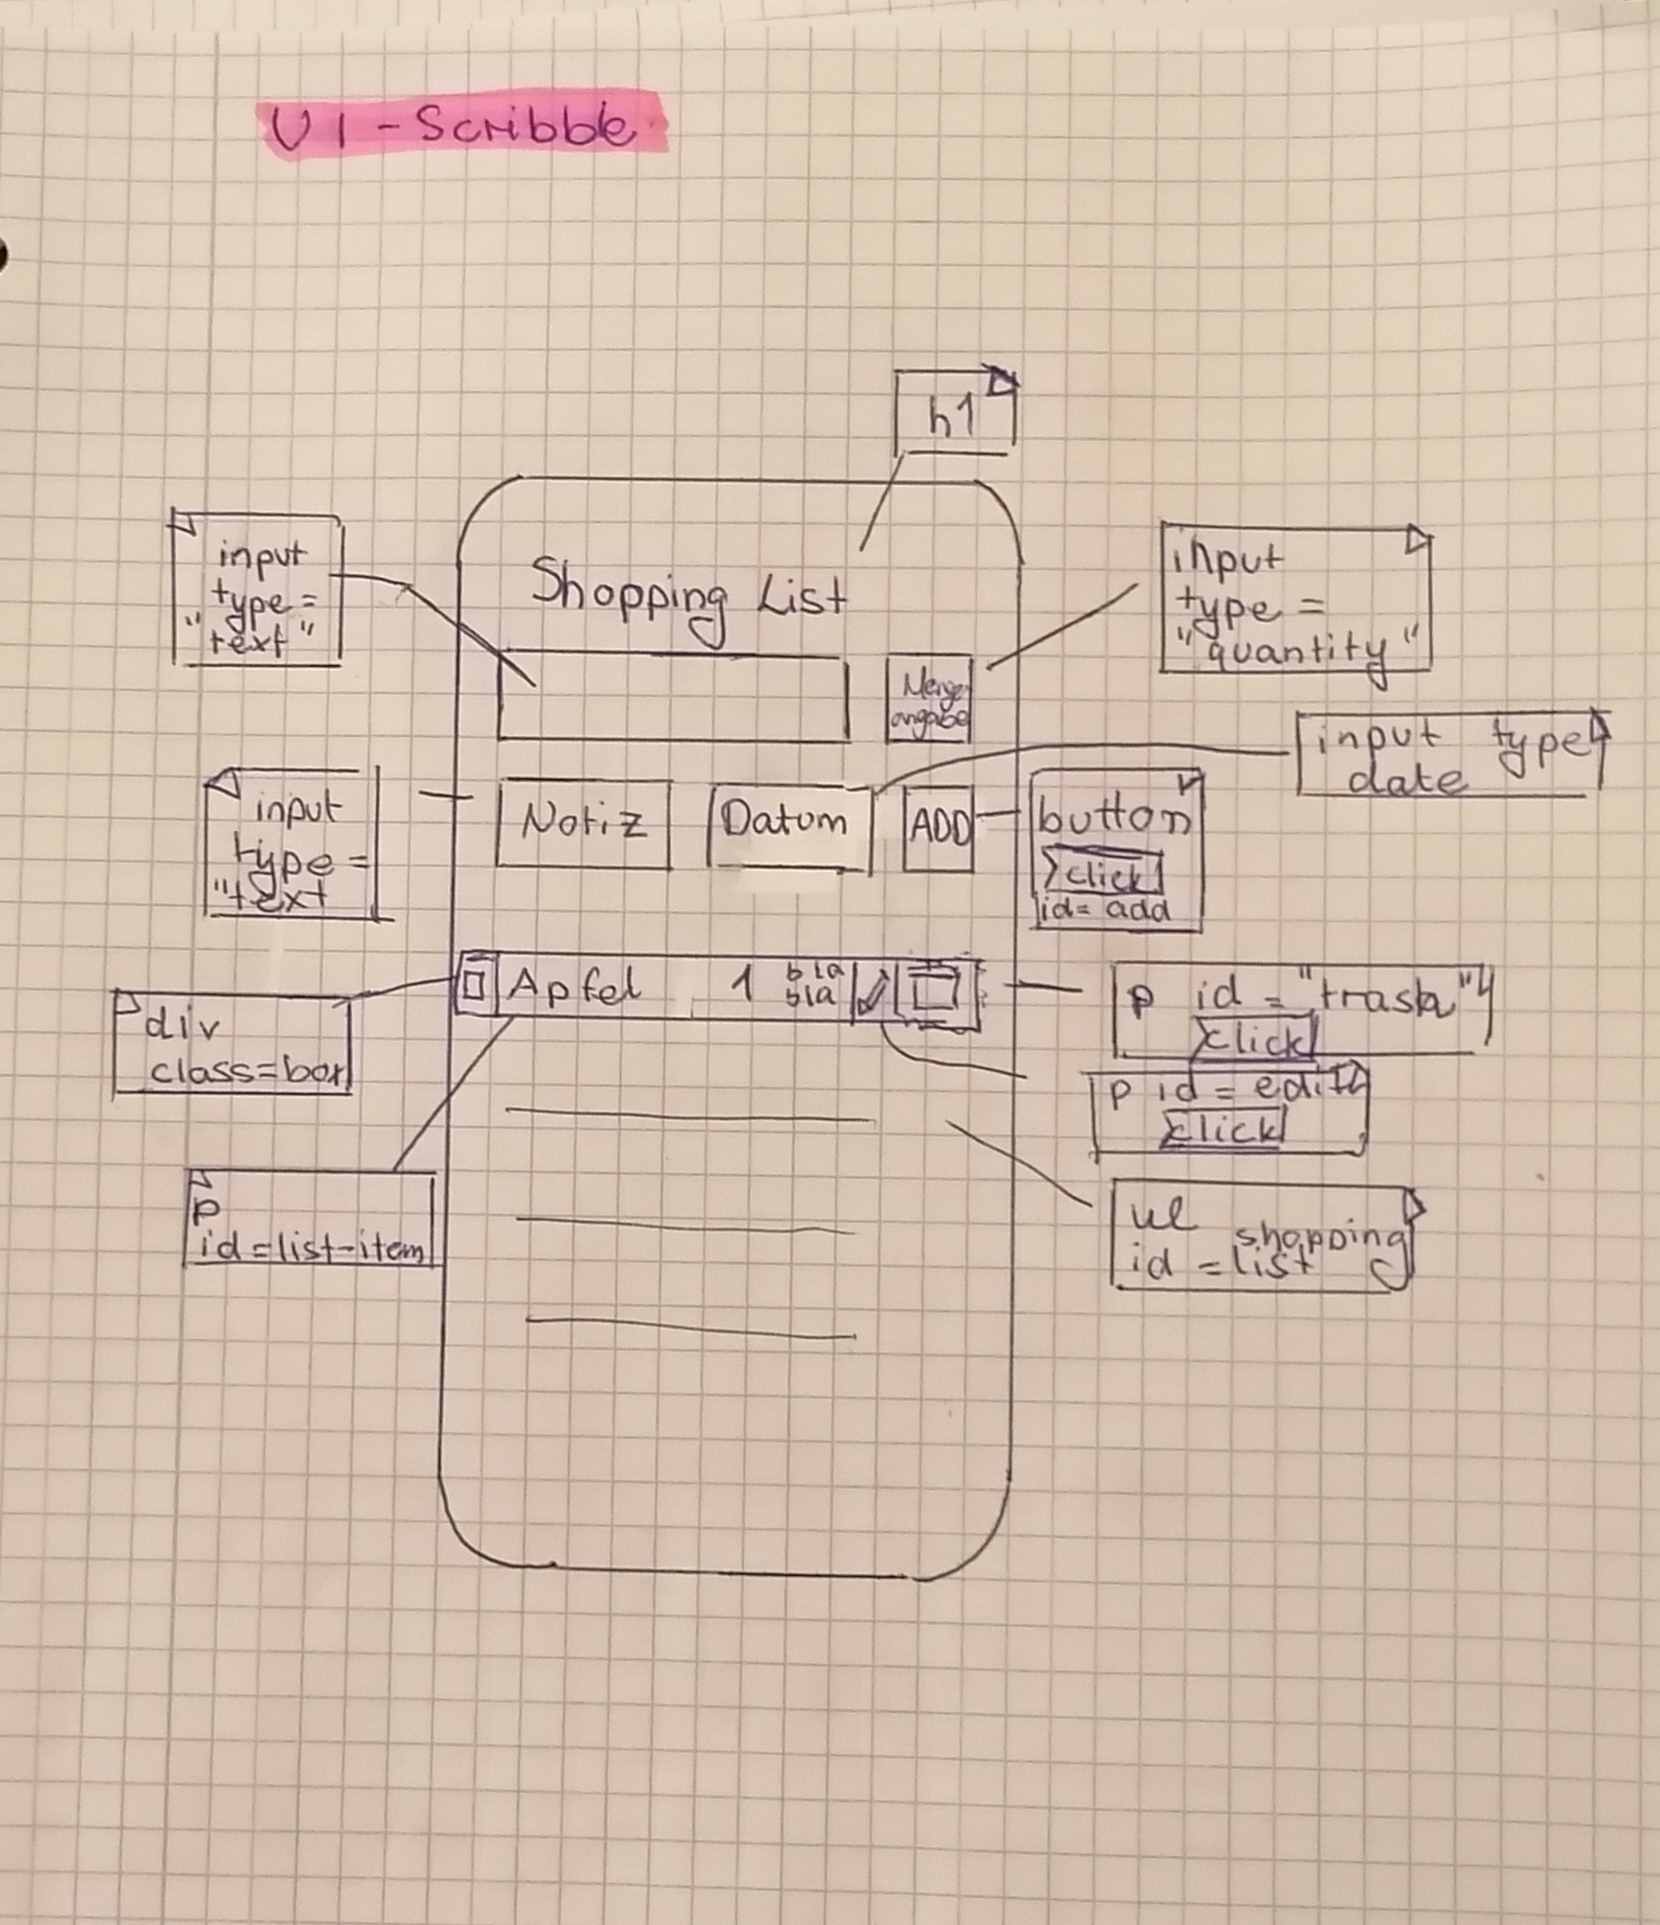 UI - Scribble
h1
input
type =
"text"
Shopping List
input
type =
"quantity"
Mengen
angabe
input type
date
input
type =
"text
Notiz
Datum
ADD
button
click
id= add
Apfel 1 bla
bla
div
class=box
p id = "trash"
click
p id = edit
click
p
id=list-item
ul
id = shopping
list